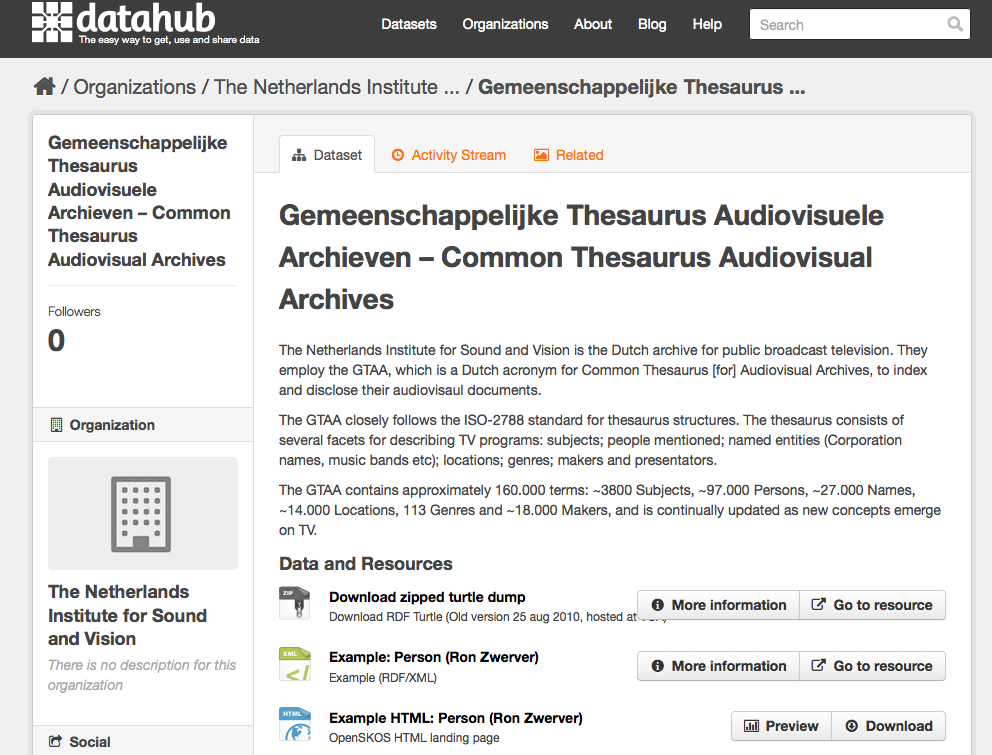 datahub
The easy way to get, use and share data
Datasets Organizations About Blog Help Search
/ Organizations / The Netherlands Institute ... / Gemeenschappelijke Thesaurus ...
Gemeenschappelijke
Thesaurus
Audiovisuele
Archieven – Common
Thesaurus
Audiovisual Archives
Followers
0
Organization
The Netherlands
Institute for Sound
and Vision
There is no description for this
organization
Social
Dataset Activity Stream Related
Gemeenschappelijke Thesaurus Audiovisuele
Archieven – Common Thesaurus Audiovisual
Archives
The Netherlands Institute for Sound and Vision is the Dutch archive for public broadcast television. They
employ the GTAA, which is a Dutch acronym for Common Thesaurus [for] Audiovisual Archives, to index
and disclose their audiovisaul documents.
The GTAA closely follows the ISO-2788 standard for thesaurus structures. The thesaurus consists of
several facets for describing TV programs: subjects; people mentioned; named entities (Corporation
names, music bands etc); locations; genres; makers and presentators.
The GTAA contains approximately 160.000 terms: ~3800 Subjects, ~97.000 Persons, ~27.000 Names,
~14.000 Locations, 113 Genres and ~18.000 Makers, and is continually updated as new concepts emerge
on TV.
Data and Resources
ZIP
Download zipped turtle dump
Download RDF Turtle (Old version 25 aug 2010, hosted at
More information Go to resource
XML
Example: Person (Ron Zwerver)
Example (RDF/XML)
More information Go to resource
HTML
Example HTML: Person (Ron Zwerver)
OpenSKOS HTML landing page
Preview Download